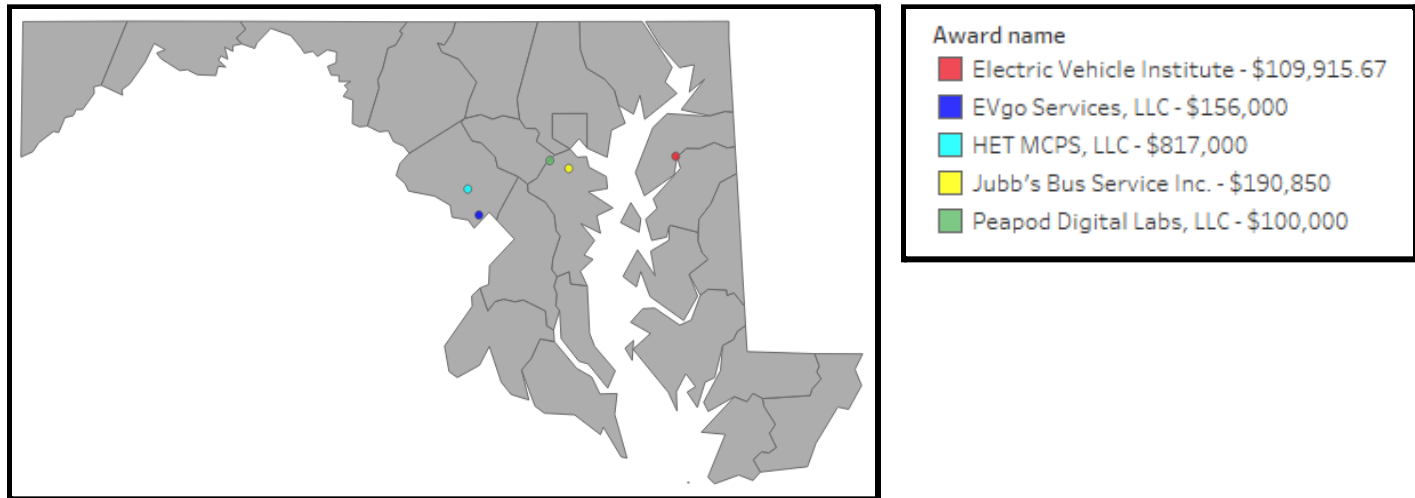 Award name
Electric Vehicle Institute - $109,915.67
EVgo Services, LLC - $156,000
HET MCPS, LLC - $817,000
Jubb's Bus Service Inc. - $190,850
Peapod Digital Labs, LLC - $100,000